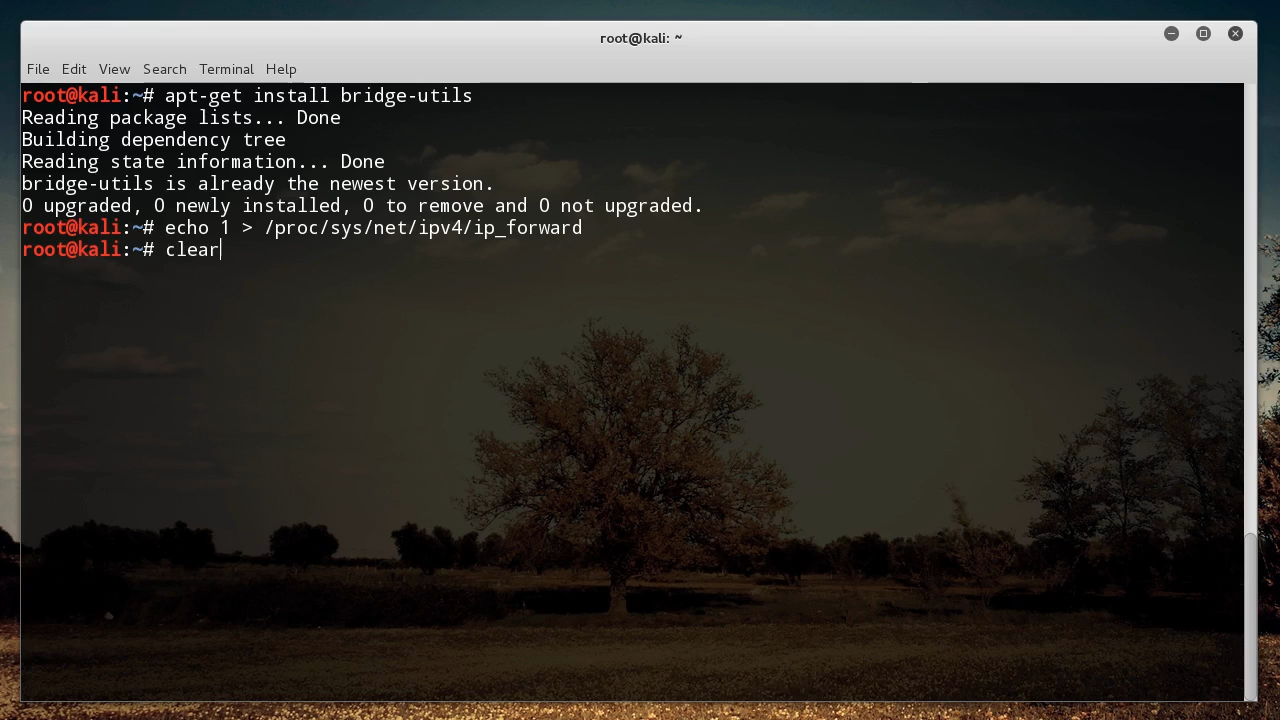 root@kali: ~
File Edit View Search Terminal Help
root@kali:~# apt-get install bridge-utils
Reading package lists... Done
Building dependency tree
Reading state information... Done
bridge-utils is already the newest version.
0 upgraded, 0 newly installed, 0 to remove and 0 not upgraded.
root@kali:~# echo 1 > /proc/sys/net/ipv4/ip_forward
root@kali:~# clear